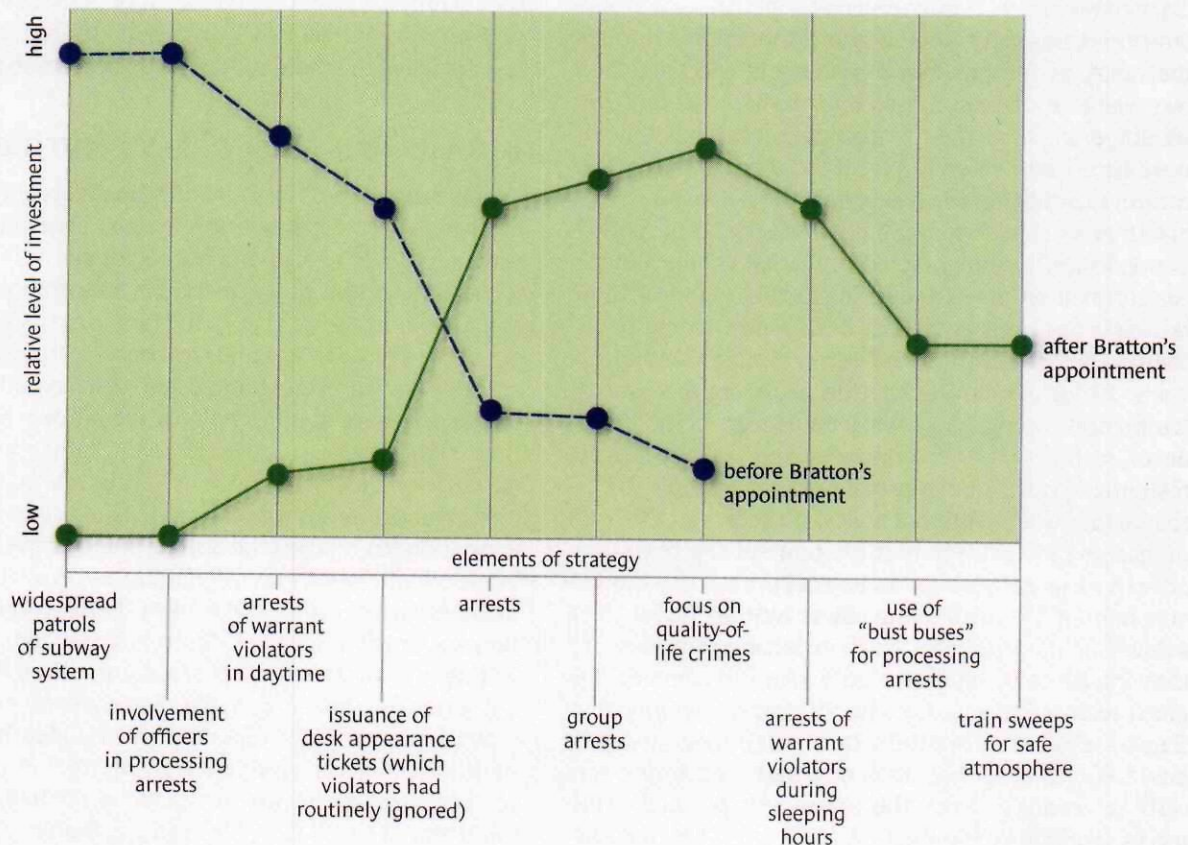 high
relative level of investment
low
after Bratton's
appointment
before Bratton's
appointment
elements of strategy
widespread
patrols
of subway
system
involvement
of officers
in processing
arrests
arrests
of warrant
violators
in daytime
issuance of
desk appearance
tickets (which
violators had
routinely ignored)
arrests
group
arrests
focus on
quality-of-
life crimes
arrests of
warrant
violators
during
sleeping
hours
use of
“bust buses”
for processing
arrests
train sweeps
for safe
atmosphere